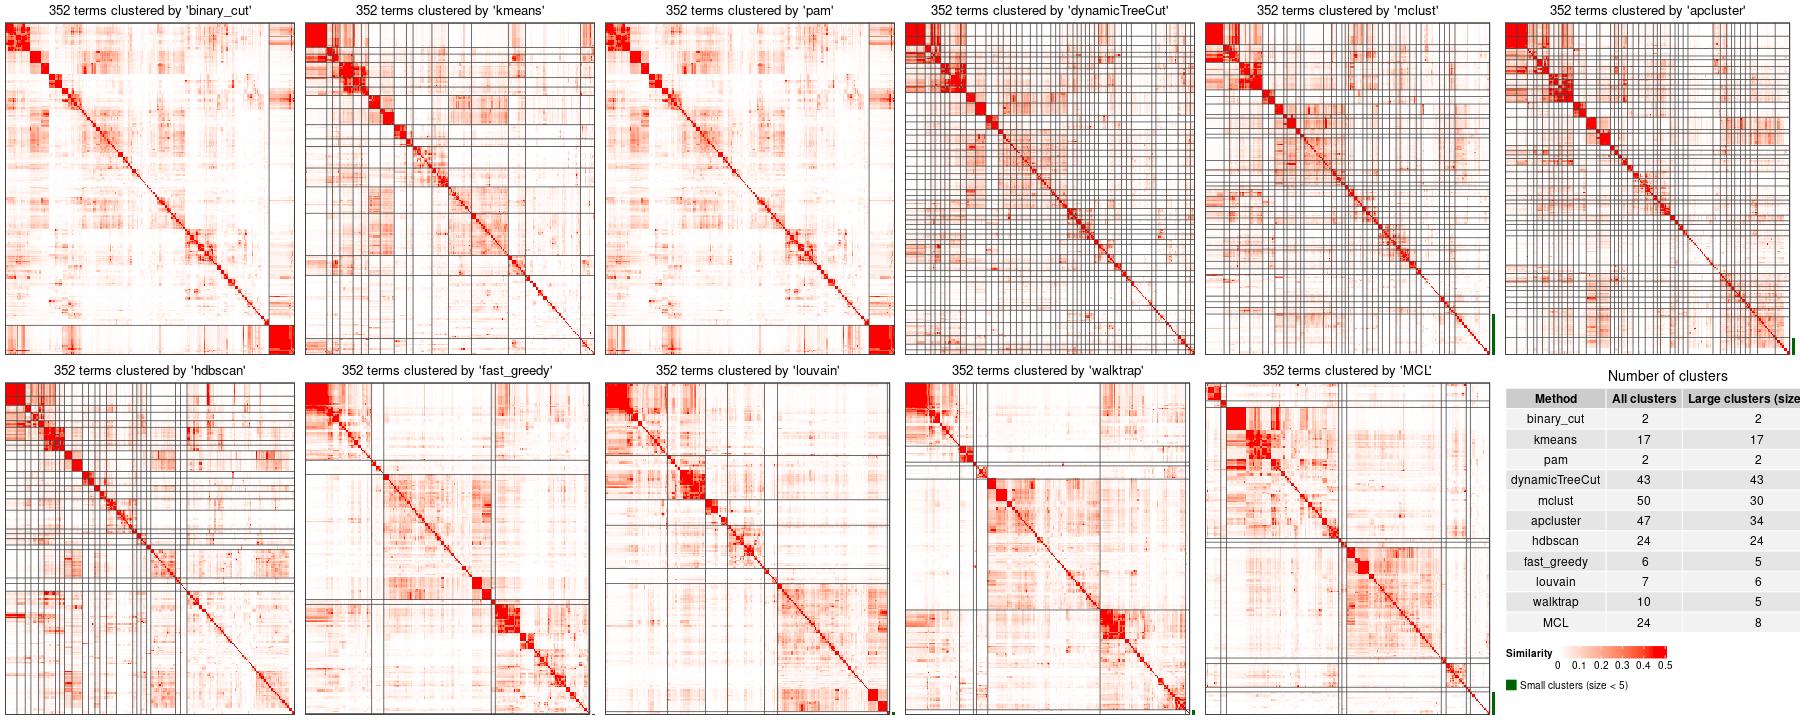 352 terms clustered by 'binary_cut'
352 terms clustered by 'kmeans'
352 terms clustered by 'pam'
352 terms clustered by 'dynamicTreeCut'
352 terms clustered by 'mclust'
352 terms clustered by 'apcluster'
352 terms clustered by 'hdbscan'
352 terms clustered by 'fast_greedy'
352 terms clustered by 'louvain'
352 terms clustered by 'walktrap'
352 terms clustered by 'MCL'
Number of clusters
Method All clusters Large clusters (size
binary_cut 2 2
kmeans 17 17
pam 2 2
dynamicTreeCut 43 43
mclust 50 30
apcluster 47 34
hdbscan 24 24
fast_greedy 6 5
louvain 7 6
walktrap 10 5
MCL 24 8
Similarity
0 0.1 0.2 0.3 0.4 0.5
Small clusters (size < 5)